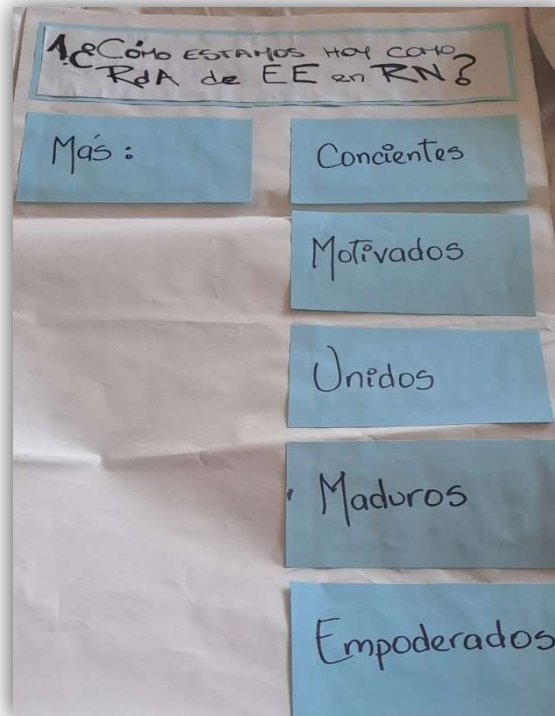 1. ¿Cómo ESTAMOS Hoy como
RdA de EE en RN?
Más:
Concientes
Motivados
Unidos
Maduros
Empoderados